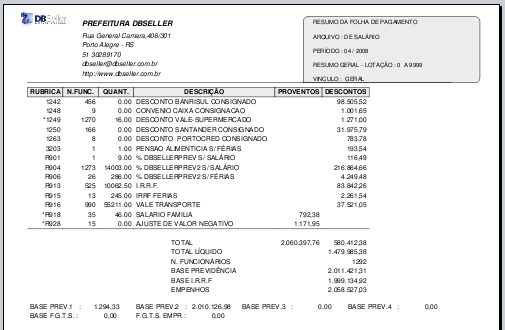 DBSeller PREFEITURA DBSELLER
Rua General Camara,406/301
Porto Alegre - RS
51 30289170
dbseller@dbseller.com.br
http://www.dbseller.com.br
RESUMO DA FOLHA DE PAGAMENTO
ARQUIVO : DE SALÁRIO
PERÍODO : 04 / 2008
RESUMO GERAL - LOTAÇÃO : 0 A 9999
VINCULO : GERAL
RUBRICA N.FUNC. QUANT. DESCRIÇÃO PROVENTOS DESCONTOS
1242 456 0.00 DESCONTO BANRISUL CONSIGNADO 98.505,52
1248 9 0.00 CONVENIO CAIXA CONSIGNACAO 1.001,65
*1249 1270 16.00 DESCONTO VALE-SUPERMERCADO 1.271,00
1250 166 0.00 DESCONTO SANTANDER CONSIGNADO 31.975,79
1263 8 0.00 DESCONTO PORTOCRED CONSIGNADO 783,78
3203 1 1.00 PENSAO ALIMENTICIA S/ FÉRIAS 193,54
R901 1 9.00 % DBSELLERPREV S/ SALÁRIO 116,49
R904 1273 14003.00 % DBSELLERPREV2 S/ SALÁRIO 216.864,66
R906 26 286.00 % DBSELLERPREV2 S/ FÉRIAS 4.249,48
R913 525 10062.50 I.R.R.F. 83.842,26
R915 13 245.00 IRRF FERIAS 2.261,54
R916 990 55211.00 VALE TRANSPORTE 37.521,05
*R918 35 46.00 SALARIO FAMILIA 792,38
*R928 15 0.00 AJUSTE DE VALOR NEGATIVO 1.171,95
TOTAL 2.060.397,76 580.412,38
TOTAL LÍQUIDO 1.479.985,38
N. FUNCIONÁRIOS 1292
BASE PREVIDÊNCIA 2.011.421,31
BASE I.R.R.F 1.999.134,92
EMPENHOS 2.058.527,03
BASE PREV.1 : 1.294,33 BASE PREV.2 : 2.010.126,98 BASE PREV.3 : 0,00 BASE PREV.4 : 0,00
BASE F.G.T.S. : 0,00 F.G.T.S. EMPR : 0,00